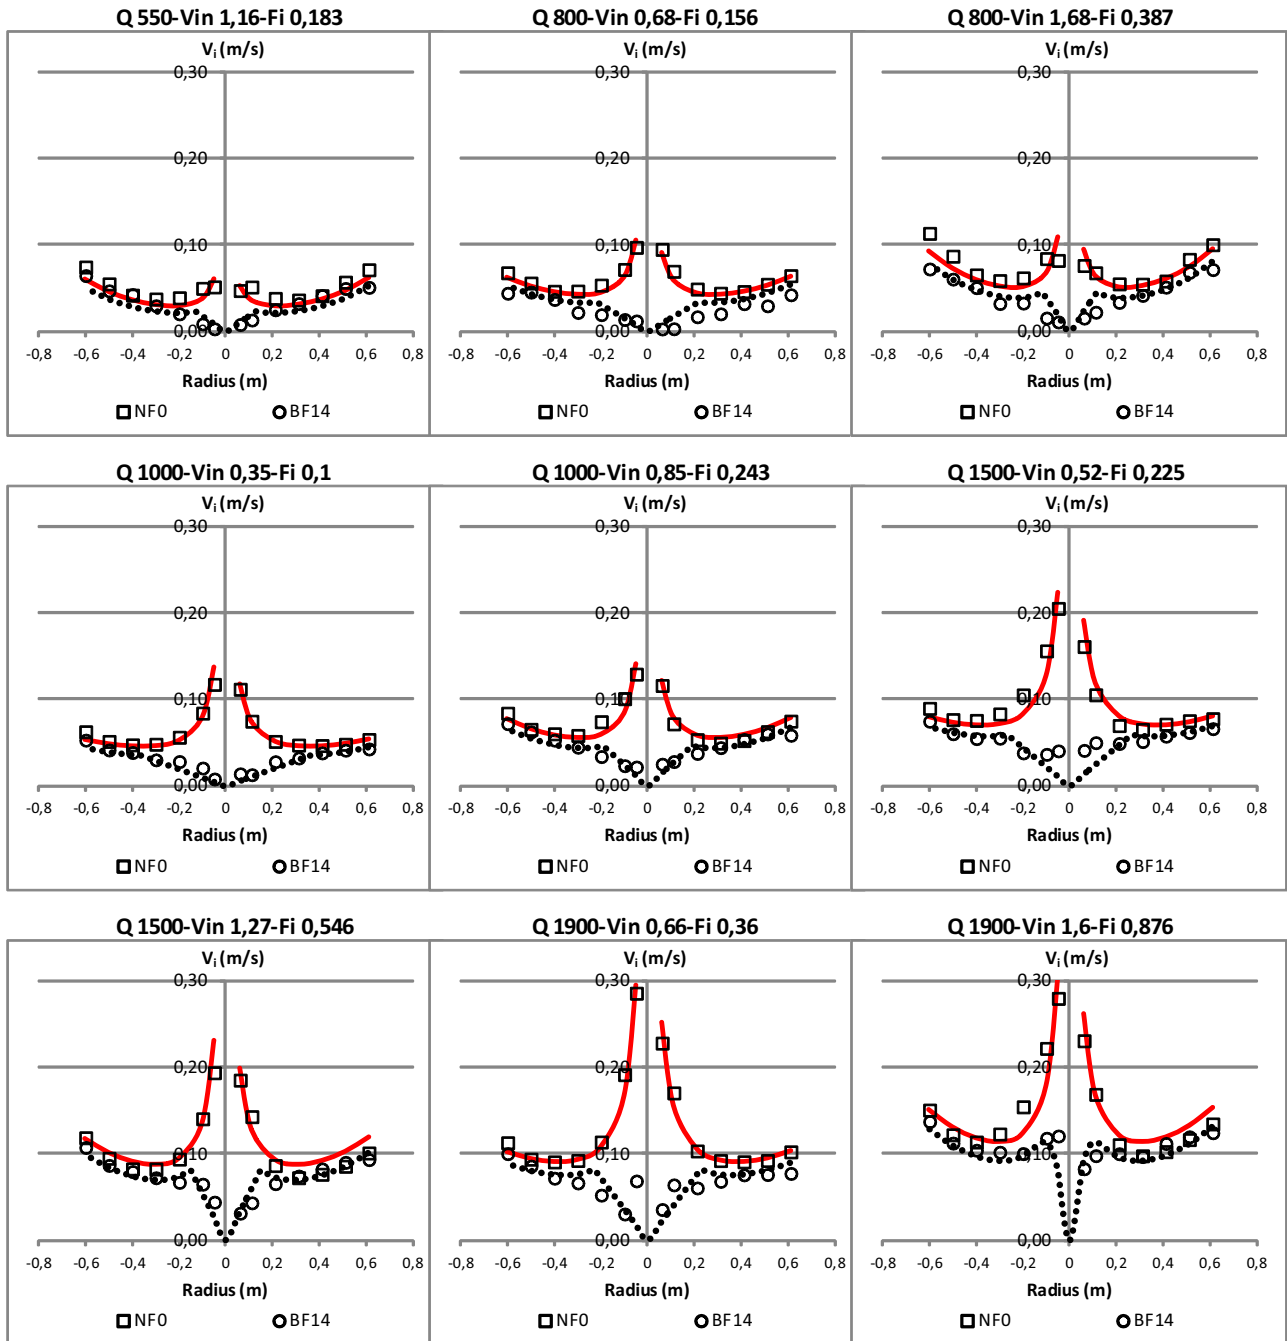 Q 550-Vin 1,16-Fi 0,183 Q 800-Vin 0,68-Fi 0,156 Q 800-Vin 1,68-Fi 0,387
Vi (m/s) Vi (m/s) Vi (m/s)
0,30 0,30 0,30
0,20 0,20 0,20
0,10 0,10 0,10
0,00 0,00 0,00
-0,8 -0,6 -0,4 -0,2 0 0,2 0,4 0,6 0,8 -0,8 -0,6 -0,4 -0,2 0 0,2 0,4 0,6 0,8 -0,8 -0,6 -0,4 -0,2 0 0,2 0,4 0,6 0,8
Radius (m) Radius (m) Radius (m)
NF0 BF14 NF0 BF14 NF0 BF14
Q 1000-Vin 0,35-Fi 0,1 Q 1000-Vin 0,85-Fi 0,243 Q 1500-Vin 0,52-Fi 0,225
Vi (m/s) Vi (m/s) Vi (m/s)
0,30 0,30 0,30
0,20 0,20 0,20
0,10 0,10 0,10
0,00 0,00 0,00
-0,8 -0,6 -0,4 -0,2 0 0,2 0,4 0,6 0,8 -0,8 -0,6 -0,4 -0,2 0 0,2 0,4 0,6 0,8 -0,8 -0,6 -0,4 -0,2 0 0,2 0,4 0,6 0,8
Radius (m) Radius (m) Radius (m)
NF0 BF14 NF0 BF14 NF0 BF14
Q 1500-Vin 1,27-Fi 0,546 Q 1900-Vin 0,66-Fi 0,36 Q 1900-Vin 1,6-Fi 0,876
Vi (m/s) Vi (m/s) Vi (m/s)
0,30 0,30 0,30
0,20 0,20 0,20
0,10 0,10 0,10
0,00 0,00 0,00
-0,8 -0,6 -0,4 -0,2 0 0,2 0,4 0,6 0,8 -0,8 -0,6 -0,4 -0,2 0 0,2 0,4 0,6 0,8 -0,8 -0,6 -0,4 -0,2 0 0,2 0,4 0,6 0,8
Radius (m) Radius (m) Radius (m)
NF0 BF14 NF0 BF14 NF0 BF14